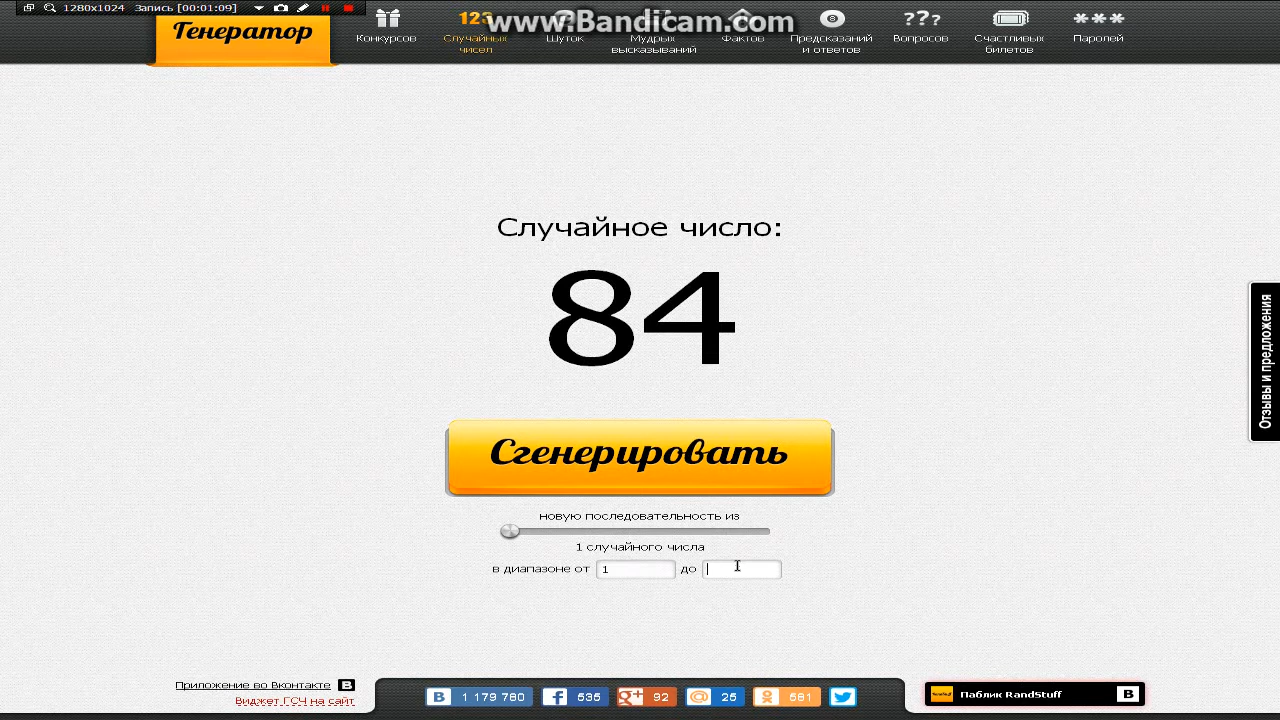 1280x1024 Запись [00:01:09]
www.Bandicam.com
Генератор
Конкурсов
123
Случайных
чисел
Шуток
Мудрых
высказываний
Фактов
Предсказаний
и ответов
???
Вопросов
Счастливых
билетов
***
Паролей
Случайное число:
84
Сгенерировать
новую последовательность из
1 случайного числа
в диапазоне от 1 до
Отзывы и предложения
Приложение во Вконтакте B
Виджет ГСЧ на сайт
B 1 179 780 f 535 g+ 92 @ 25 581
Паблик RandStuff B